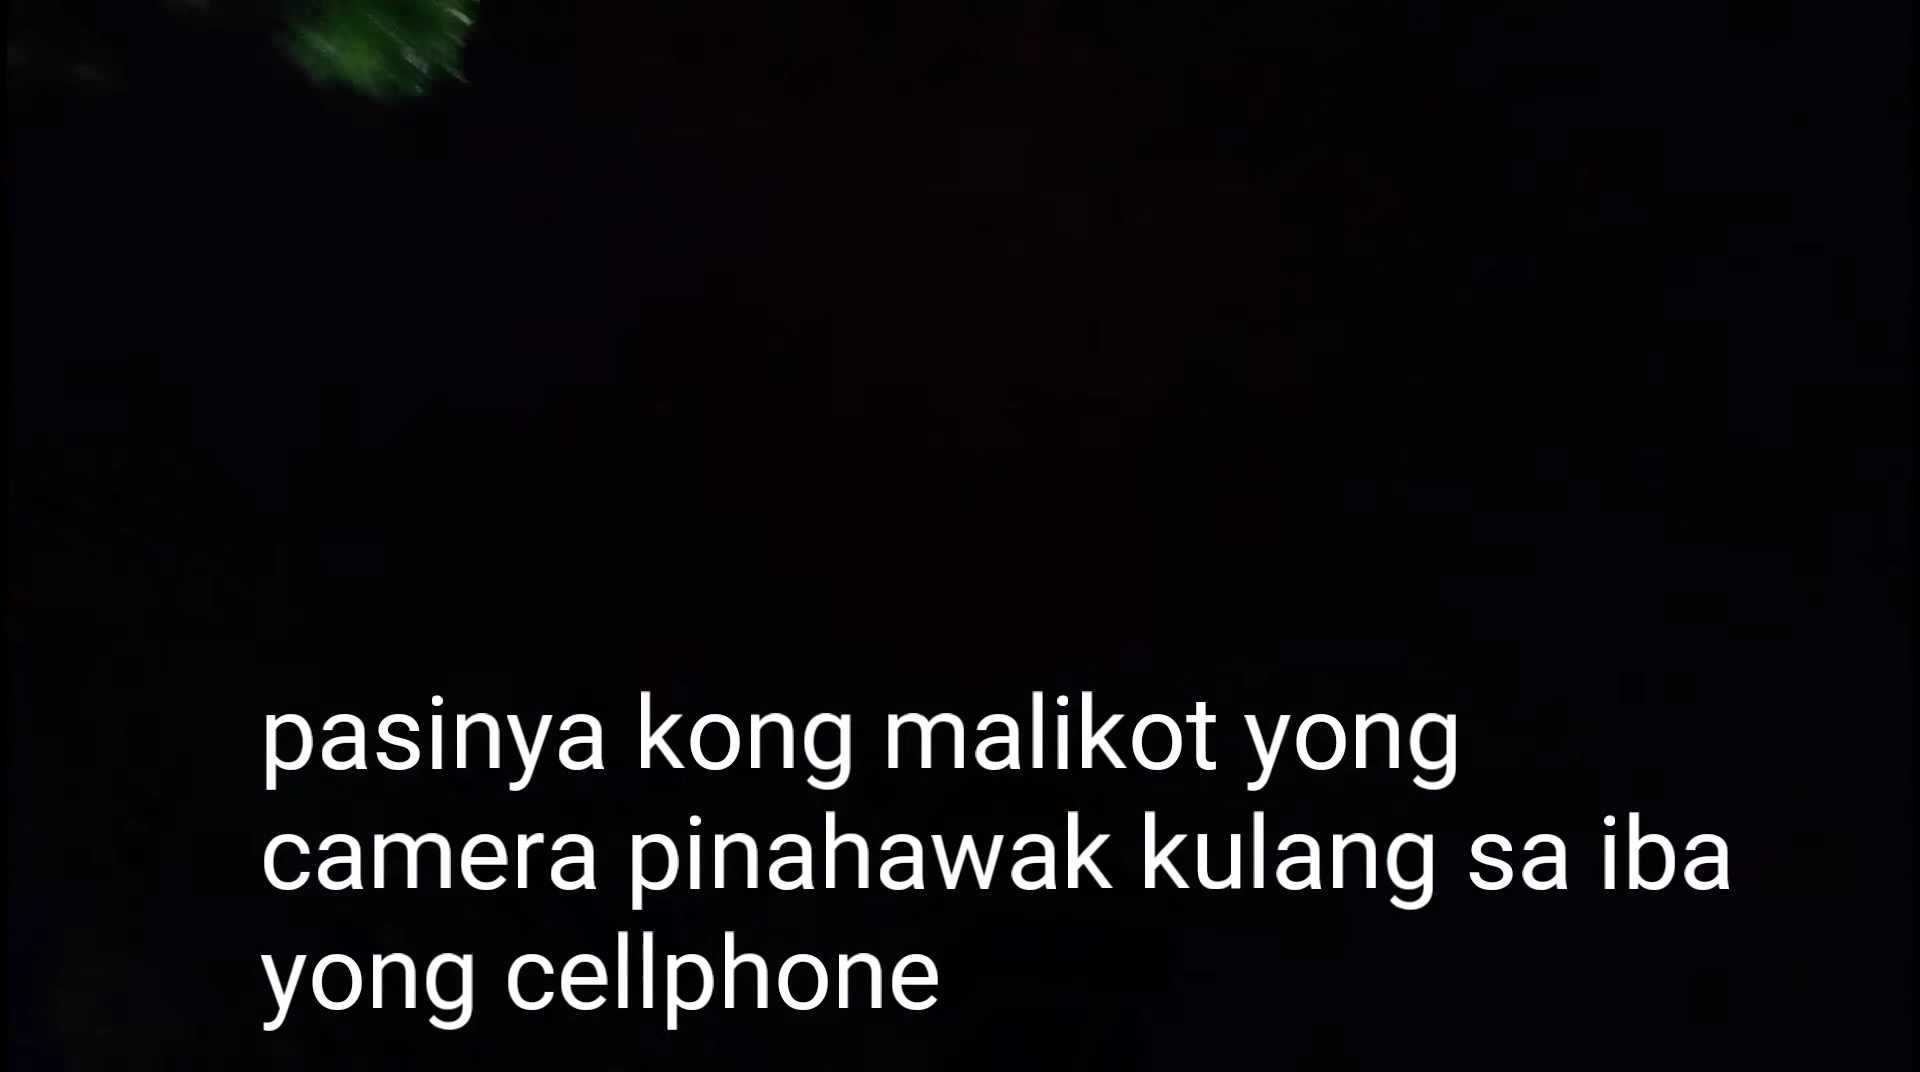 pasinya kong malikot yong
camera pinahawak kulang sa iba
yong cellphone